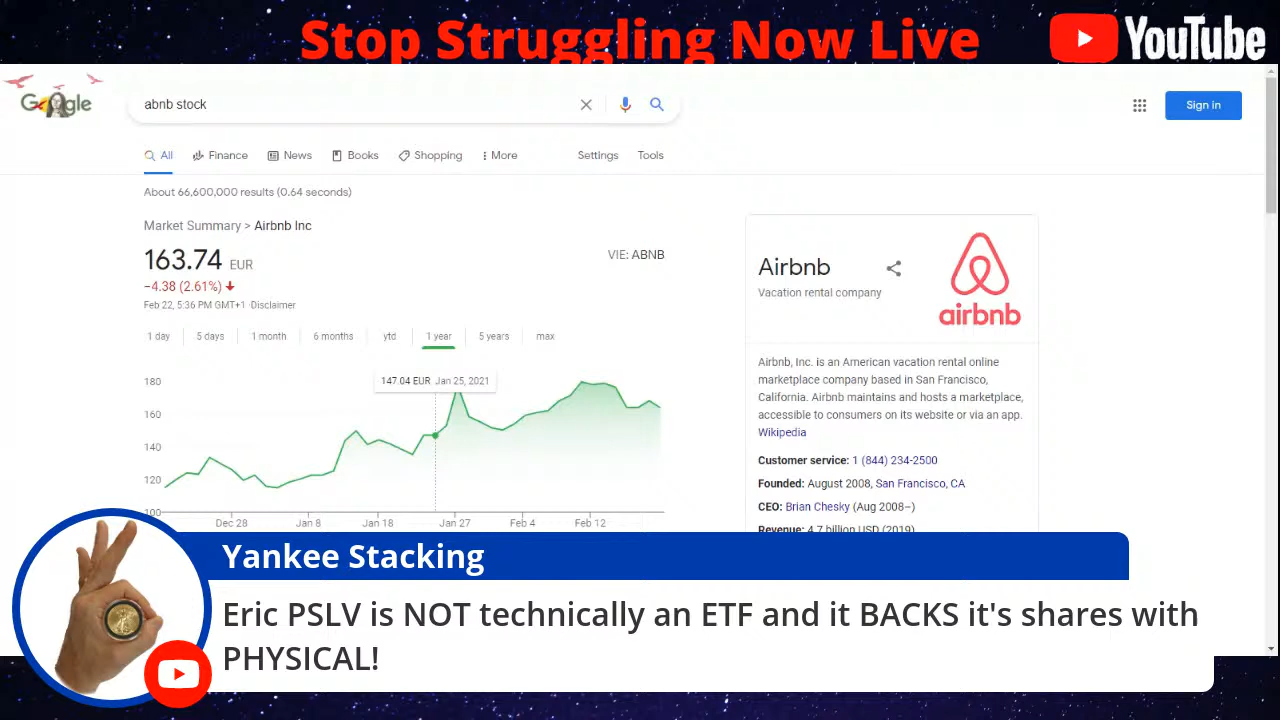 Stop Struggling Now Live
YouTube
Google
abnb stock
Sign in
All Finance News Books Shopping More Settings Tools
About 66,600,000 results (0.64 seconds)
Market Summary > Airbnb Inc
163.74 EUR
VIE: ABNB
−4.38 (2.61%)
Feb 22, 5:36 PM GMT+1 · Disclaimer
1 day 5 days 1 month 6 months ytd 1 year 5 years max
147.04 EUR Jan 25, 2021
180
160
140
120
100
Dec 28 Jan 8 Jan 18 Jan 27 Feb 4 Feb 12
Airbnb
Vacation rental company
airbnb
Airbnb, Inc. is an American vacation rental online
marketplace company based in San Francisco,
California. Airbnb maintains and hosts a marketplace,
accessible to consumers on its website or via an app.
Wikipedia
Customer service: 1 (844) 234-2500
Founded: August 2008, San Francisco, CA
CEO: Brian Chesky (Aug 2008–)
Revenue: 4.7 billion USD (2019)
Yankee Stacking
Eric PSLV is NOT technically an ETF and it BACKS it's shares with
PHYSICAL!